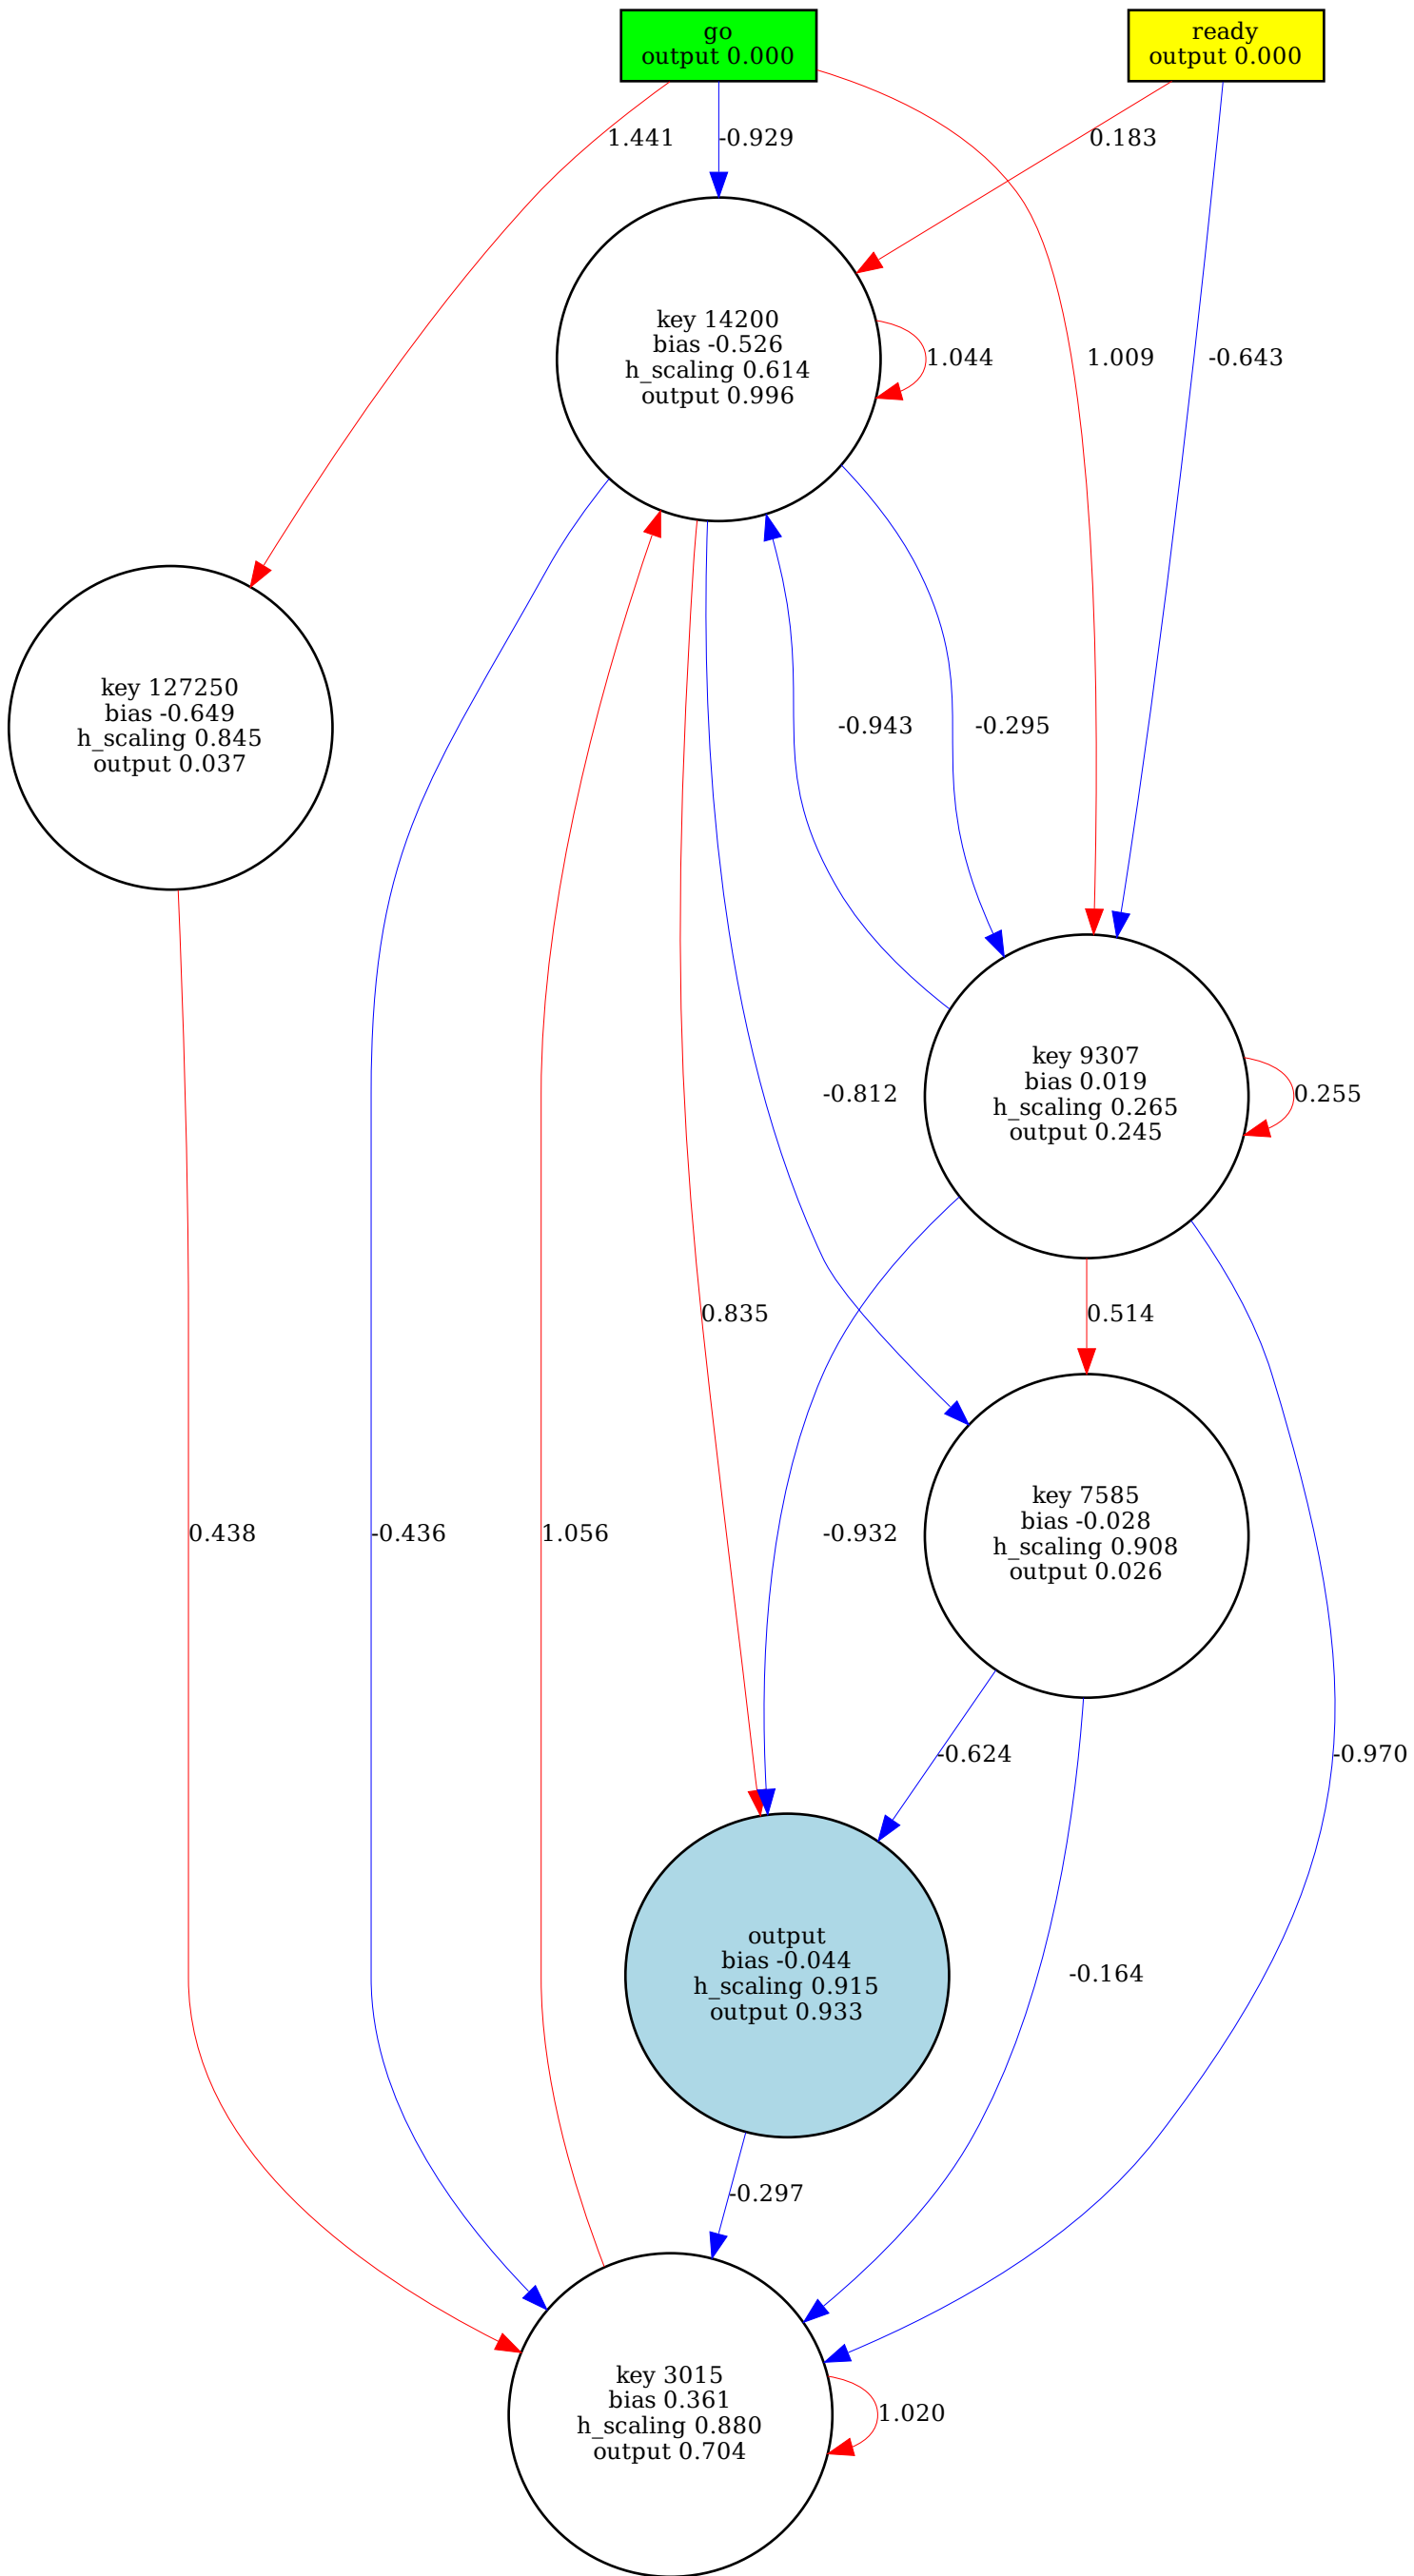 go
output 0.000
ready
output 0.000
1.441
-0.929
0.183
key 14200
bias -0.526
h_scaling 0.614
output 0.996
1.044
1.009
-0.643
key 127250
bias -0.649
h_scaling 0.845
output 0.037
-0.943
-0.295
key 9307
bias 0.019
h_scaling 0.265
output 0.245
-0.812
0.255
0.835
0.514
key 7585
bias -0.028
h_scaling 0.908
output 0.026
0.438
-0.436
1.056
-0.932
-0.624
-0.970
output
bias -0.044
h_scaling 0.915
output 0.933
-0.164
-0.297
key 3015
bias 0.361
h_scaling 0.880
output 0.704
1.020